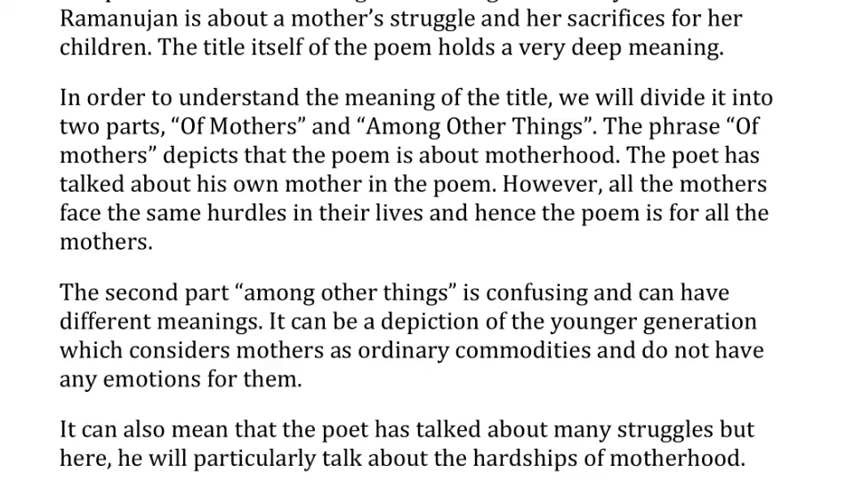 Ramanujan is about a mother’s struggle and her sacrifices for her
children. The title itself of the poem holds a very deep meaning.
In order to understand the meaning of the title, we will divide it into
two parts, “Of Mothers” and “Among Other Things”. The phrase “Of
mothers” depicts that the poem is about motherhood. The poet has
talked about his own mother in the poem. However, all the mothers
face the same hurdles in their lives and hence the poem is for all the
mothers.
The second part “among other things” is confusing and can have
different meanings. It can be a depiction of the younger generation
which considers mothers as ordinary commodities and do not have
any emotions for them.
It can also mean that the poet has talked about many struggles but
here, he will particularly talk about the hardships of motherhood.